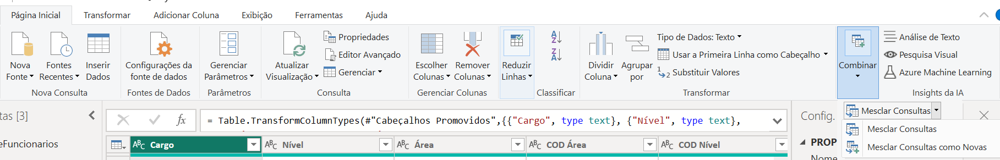 Página Inicial
Transformar
Adicionar Coluna
Exibição
Ferramentas
Ajuda
Nova Fonte
Fontes Recentes
Inserir Dados
Nova Consulta
Configurações da fonte de dados
Fontes de Dados
Gerenciar Parâmetros
Parâmetros
Atualizar Visualização
Propriedades
Editor Avançado
Gerenciar
Consulta
Escolher Colunas
Remover Colunas
Gerenciar Colunas
Reduzir Linhas
Classificar
Dividir Coluna
Agrupar por
Tipo de Dados: Texto
Usar a Primeira Linha como Cabeçalho
Substituir Valores
Transformar
Combinar
Análise de Texto
Pesquisa Visual
Azure Machine Learning
Insights da IA
Mesclar Consultas
Mesclar Consultas
Mesclar Consultas como Novas
tas [3]
= Table.TransformColumnTypes(#"Cabeçalhos Promovidos",{{"Cargo", type text}, {"Nível", type text},
Config.
ABC Cargo
ABC Nível
ABC Área
ABC COD Área
ABC COD Nível
eFuncionarios
PROP
Nome